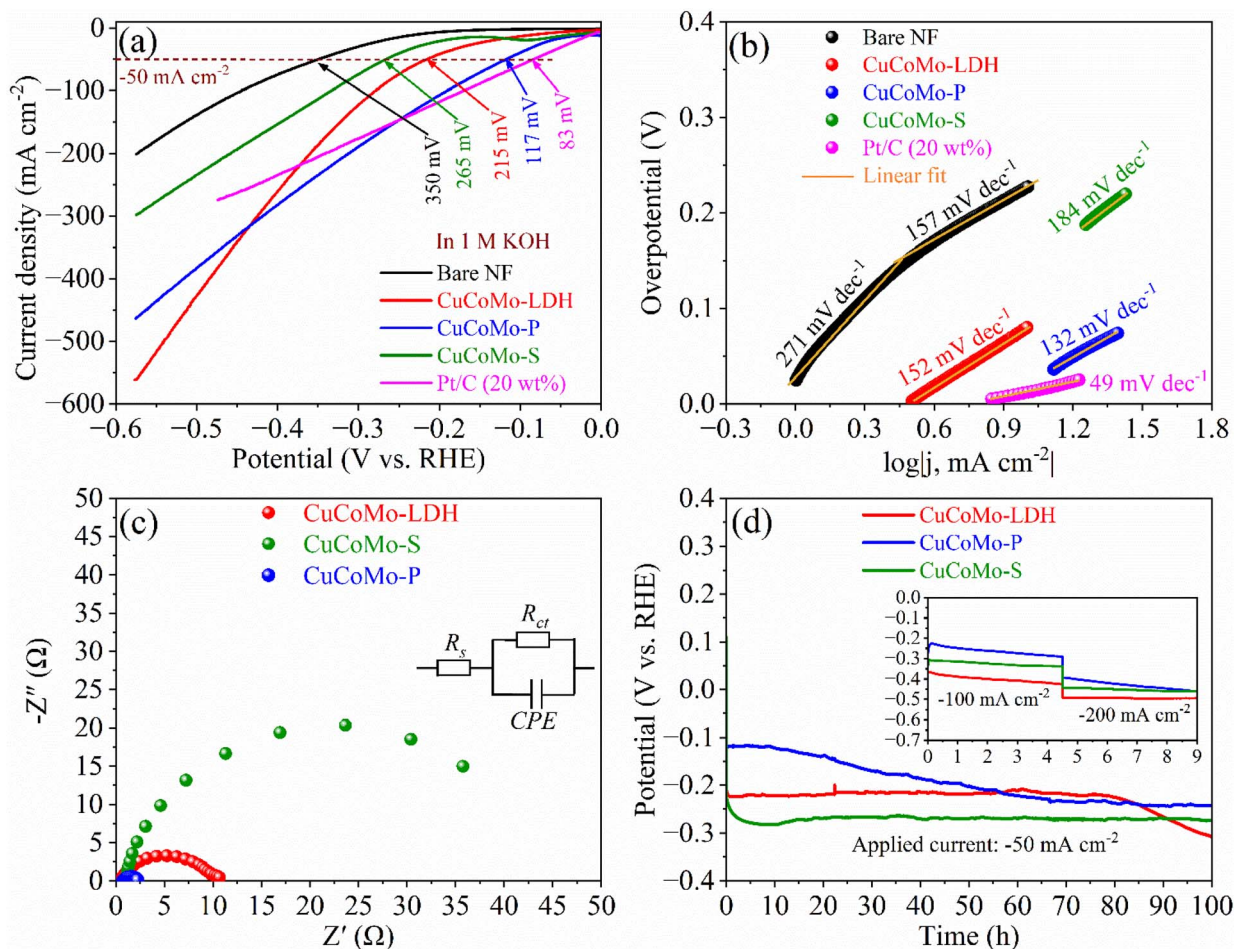 (a)
0
−100
−200
−300
−400
−500
−600
Current density (mA cm⁻²)
-50 mA cm⁻²
350 mV
265 mV
215 mV
117 mV
83 mV
In 1 M KOH
Bare NF
CuCoMo-LDH
CuCoMo-P
CuCoMo-S
Pt/C (20 wt%)
−0.6 −0.5 −0.4 −0.3 −0.2 −0.1 0.0
Potential (V vs. RHE)
(b)
0.4
0.3
0.2
0.1
0.0
Overpotential (V)
Bare NF
CuCoMo-LDH
CuCoMo-P
CuCoMo-S
Pt/C (20 wt%)
Linear fit
271 mV dec⁻¹
157 mV dec⁻¹
184 mV dec⁻¹
152 mV dec⁻¹
132 mV dec⁻¹
49 mV dec⁻¹
−0.3 0.0 0.3 0.6 0.9 1.2 1.5 1.8
log|j, mA cm⁻²|
(c)
50
45
40
35
30
25
20
15
10
5
0
-Z″ (Ω)
CuCoMo-LDH
CuCoMo-S
CuCoMo-P
Rs
Rct
CPE
0 5 10 15 20 25 30 35 40 45 50
Z′ (Ω)
(d)
0.4
0.3
0.2
0.1
0.0
−0.1
−0.2
−0.3
−0.4
Potential (V vs. RHE)
CuCoMo-LDH
CuCoMo-P
CuCoMo-S
0.0
−0.1
−0.2
−0.3
−0.4
−0.5
−0.6
−0.7
-100 mA cm⁻²
-200 mA cm⁻²
0 1 2 3 4 5 6 7 8 9
Applied current: -50 mA cm⁻²
0 10 20 30 40 50 60 70 80 90 100
Time (h)